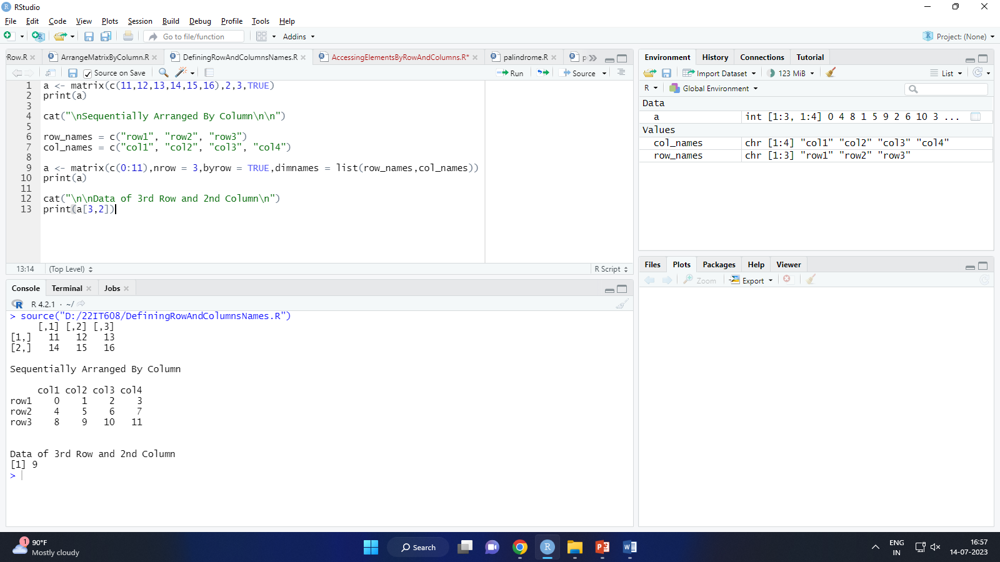 RStudio
File Edit Code View Plots Session Build Debug Profile Tools Help
Go to file/function Addins Project: (None)
Row.R ArrangeMatrixByColumn.R DefiningRowAndColumnsNames.R AccessingElementsByRowAndColumns.R* palindrome.R p
Source on Save Run Source
1 a <- matrix(c(11,12,13,14,15,16),2,3,TRUE)
2 print(a)
3
4 cat("\nSequentially Arranged By Column\n\n")
5
6 row_names = c("row1", "row2", "row3")
7 col_names = c("col1", "col2", "col3", "col4")
8
9 a <- matrix(c(0:11),nrow = 3,byrow = TRUE,dimnames = list(row_names,col_names))
10 print(a)
11
12 cat("\n\nData of 3rd Row and 2nd Column\n")
13 print(a[3,2])
13:14 (Top Level) R Script
Console Terminal Jobs
R 4.2.1 · ~/
> source("D:/22IT608/DefiningRowAndColumnsNames.R")
[,1] [,2] [,3]
[1,] 11 12 13
[2,] 14 15 16
Sequentially Arranged By Column
col1 col2 col3 col4
row1 0 1 2 3
row2 4 5 6 7
row3 8 9 10 11
Data of 3rd Row and 2nd Column
[1] 9
>
Environment History Connections Tutorial
Import Dataset 123 MiB List
R Global Environment
Data
a int [1:3, 1:4] 0 4 8 1 5 9 2 6 10 3 ...
Values
col_names chr [1:4] "col1" "col2" "col3" "col4"
row_names chr [1:3] "row1" "row2" "row3"
Files Plots Packages Help Viewer
Zoom Export
1 90°F
Mostly cloudy
Search
ENG
IN
16:57
14-07-2023